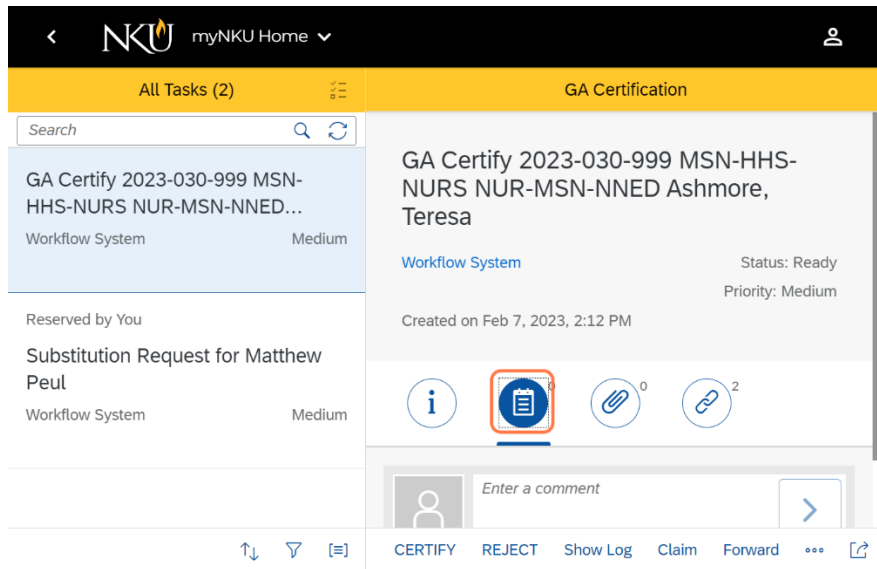 NKU myNKU Home
All Tasks (2)
GA Certification
Search
GA Certify 2023-030-999 MSN-
HHS-NURS NUR-MSN-NNED...
Workflow System Medium
Reserved by You
Substitution Request for Matthew
Peul
Workflow System Medium
GA Certify 2023-030-999 MSN-HHS-
NURS NUR-MSN-NNED Ashmore,
Teresa
Workflow System Status: Ready
Priority: Medium
Created on Feb 7, 2023, 2:12 PM
0 0 2
Enter a comment
CERTIFY REJECT Show Log Claim Forward